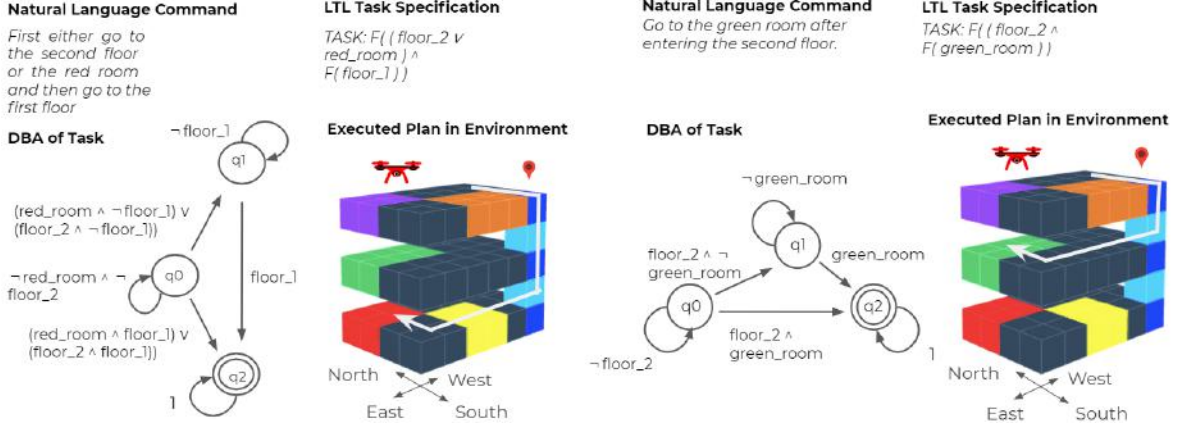 Natural Language Command
First either go to
the second floor
or the red room
and then go to the
first floor
LTL Task Specification
TASK: F( ( floor_2 ∨
red_room ) ∧
F( floor_1 ) )
DBA of Task
¬ floor_1
q1
(red_room ∧ ¬ floor_1) ∨
(floor_2 ∧ ¬ floor_1))
q0
floor_1
¬ red_room ∧ ¬
floor_2
(red_room ∧ floor_1) ∨
(floor_2 ∧ floor_1))
q2
1
Executed Plan in Environment
North
West
East
South
Natural Language Command
Go to the green room after
entering the second floor.
LTL Task Specification
TASK: F( ( floor_2 ∧
F( green_room ) )
DBA of Task
¬ green_room
q1
floor_2 ∧ ¬
green_room
green_room
q0
q2
floor_2 ∧
green_room
¬ floor_2
1
Executed Plan in Environment
North
West
East
South